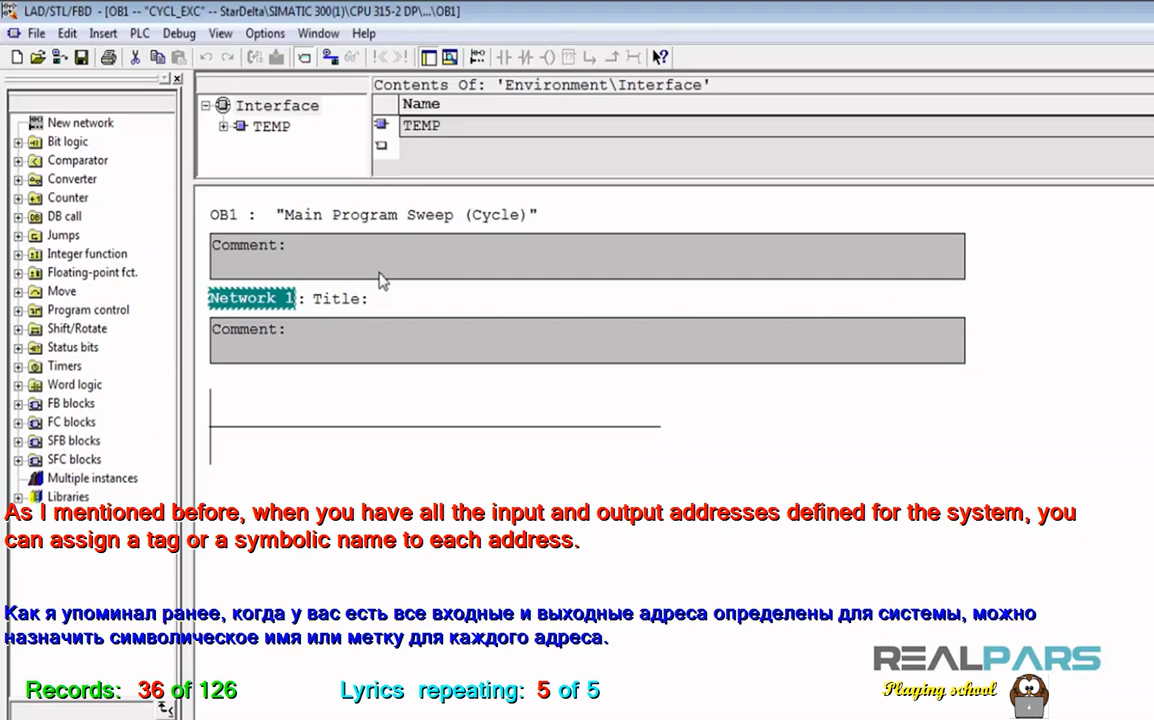 LAD/STL/FBD - [OB1 -- "CYCL_EXC" -- StarDelta\SIMATIC 300(1)\CPU 315-2 DP\...\OB1]
File Edit Insert PLC Debug View Options Window Help
New network
Bit logic
Comparator
Converter
Counter
DB call
Jumps
Integer function
Floating-point fct.
Move
Program control
Shift/Rotate
Status bits
Timers
Word logic
FB blocks
FC blocks
SFB blocks
SFC blocks
Multiple instances
Libraries
Interface
TEMP
Contents Of: 'Environment\Interface'
Name
TEMP
OB1 : "Main Program Sweep (Cycle)"
Comment:
Network 1: Title:
Comment:
As I mentioned before, when you have all the input and output addresses defined for the system, you
can assign a tag or a symbolic name to each address.
Как я упоминал ранее, когда у вас есть все входные и выходные адреса определены для системы, можно
назначить символическое имя или метку для каждого адреса.
REALPARS
Playing school
Records: 36 of 126 Lyrics repeating: 5 of 5